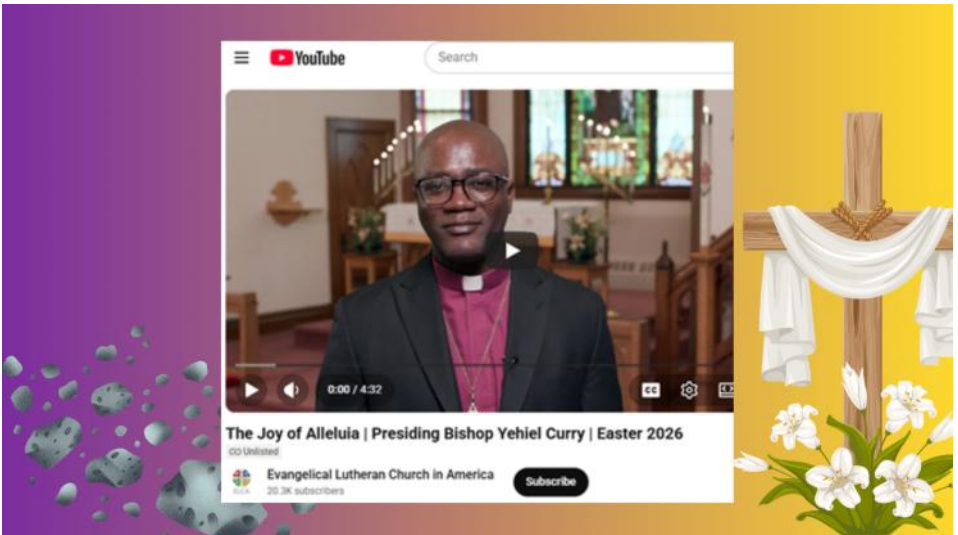 YouTube
Search
0:00 / 4:32
CC
The Joy of Alleluia | Presiding Bishop Yehiel Curry | Easter 2026
Unlisted
Evangelical Lutheran Church in America
20.3K subscribers
Subscribe
ELCA